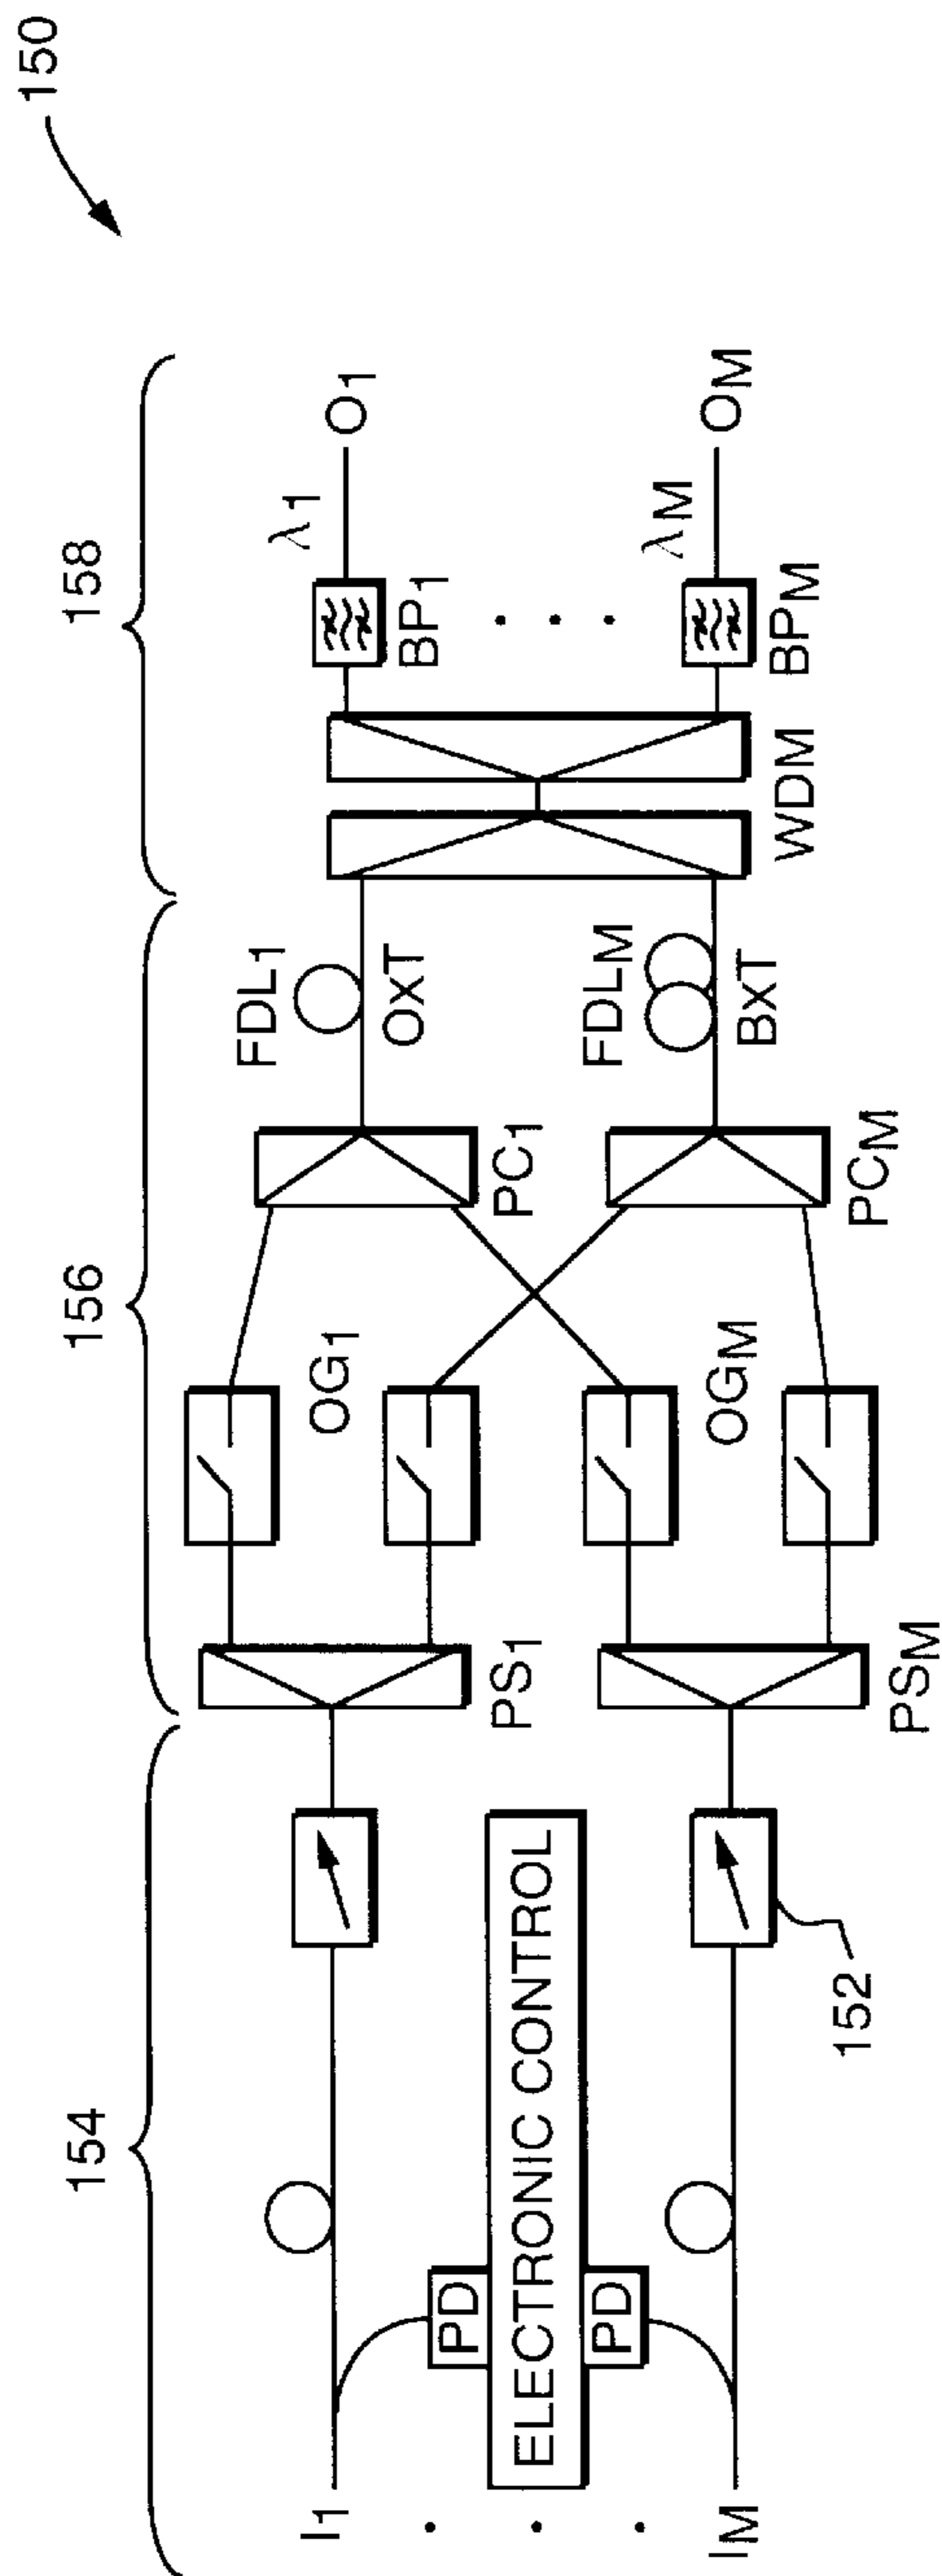 150
154
156
158
I1
IM
PD
ELECTRONIC CONTROL
PD
152
PS1
PSM
OG1
OGM
PC1
PCM
FDL1
OxT
FDLM
BxT
WDM
BP1
BPM
λ1
λM
O1
OM